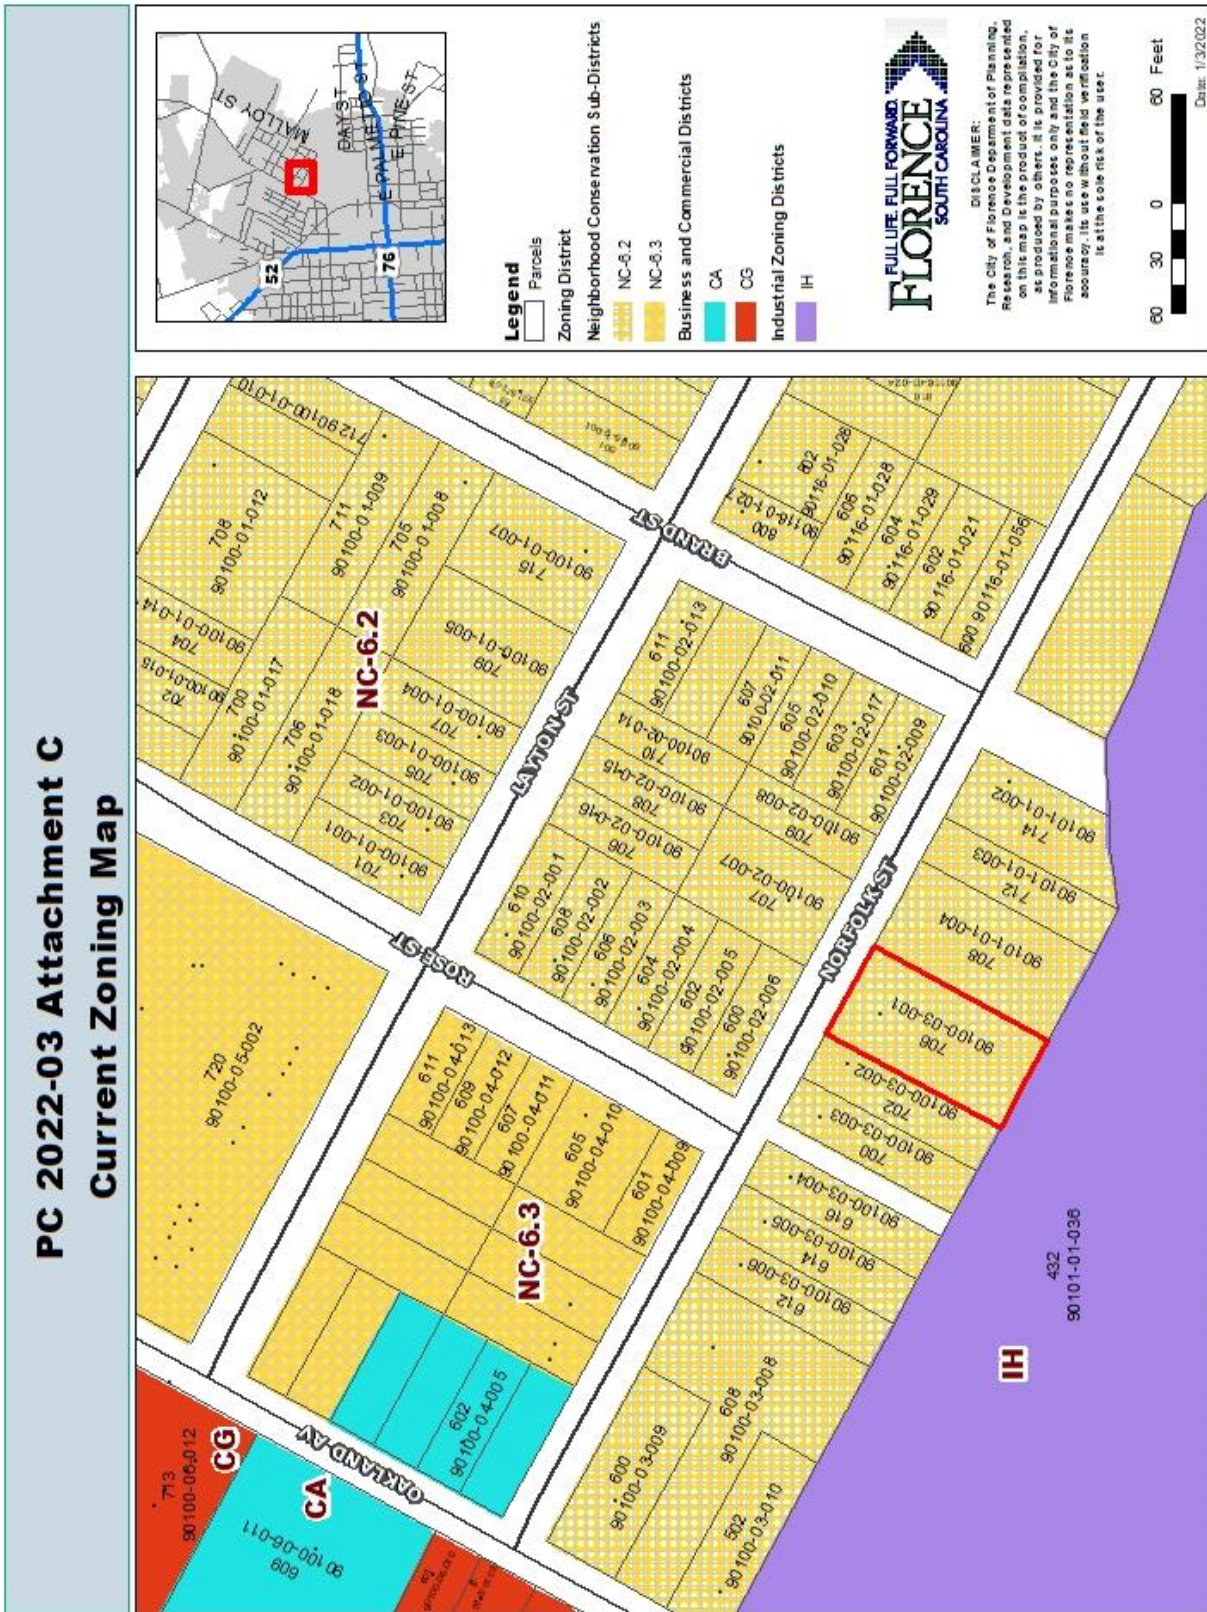 PC 2022-03 Attachment C
Current Zoning Map
52
76
MALLOY ST
DAY ST
E PALMETTO ST
E PINE ST
Legend
Parcels
Zoning District
Neighborhood Conservation Sub-Districts
NC-6.2
NC-6.3
Business and Commercial Districts
CA
CG
Industrial Zoning Districts
IH
FULL LIFE. FULL FORWARD.
FLORENCE
SOUTH CAROLINA
DISCLAIMER:
The City of Florence Deparment of Planning,
Research, and Development data represented
on this map is the product of compilation,
as produced by others. It is provided for
informational purposes only and the City of
Florence makes no representation as to its
accuracy. Its use without field verification
is at the sole risk of the user.
60 30 0 60 Feet
Date: 1/3/2022
713
90100-06-012
CG
CA
609
90100-06-011
OAKLAND AV
720
90100-05-002
602
90100-04-005
NC-6.3
611
90100-04-013
609
90100-04-012
607
90100-04-011
605
90100-04-010
601
90100-04-009
ROSE ST
702
90100-01-015
704
90100-01-014
708
90100-01-012
712 90100-01-010
700
90100-01-017
706
90100-01-018
711
90100-01-009
705
90100-01-008
NC-6.2
701
90100-01-001
703
90100-01-002
705
90100-01-003
707
90100-01-004
709
90100-01-005
715
90100-01-007
LAYTON ST
610
90100-02-001
608
90100-02-002
606
90100-02-003
604
90100-02-004
602
90100-02-005
600
90100-02-006
706
90100-02-016
708
90100-02-015
710
90100-02-014
611
90100-02-013
607
90100-02-011
605
90100-02-010
603
90100-02-017
601
90100-02-009
707
90100-02-007
709
90100-02-008
BRAND ST
800
90116-01-027
802
90116-01-026
606
90116-01-028
604
90116-01-029
602
90116-01-021
600 90116-01-056
NORFOLK ST
600
90100-03-009
502
90100-03-010
608
90100-03-008
612
90100-03-006
614
90100-03-005
616
90100-03-004
700
90100-03-003
702
90100-03-002
706
90100-03-001
708
90101-01-004
712
90101-01-003
714
90101-01-002
IH
432
90101-01-036